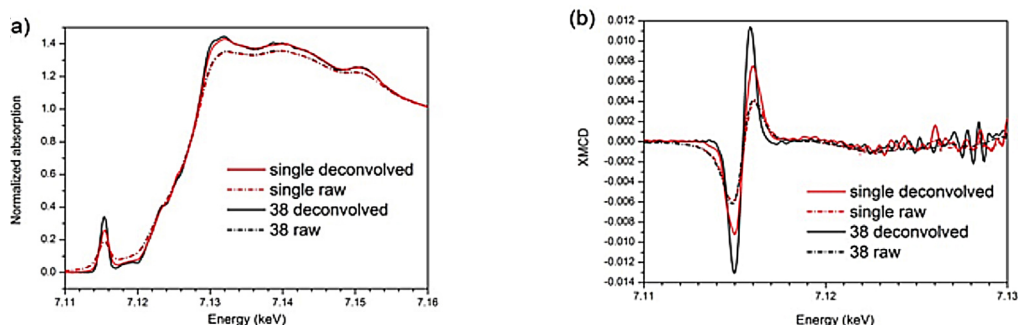 a)
Normalized absorption
1.4
1.2
1.0
0.8
0.6
0.4
0.2
0.0
single deconvolved
single raw
38 deconvolved
38 raw
7.11 7.12 7.13 7.14 7.15 7.16
Energy (keV)
(b)
XMCD
0.012
0.010
0.008
0.006
0.004
0.002
0.000
-0.002
-0.004
-0.006
-0.008
-0.010
-0.012
-0.014
single deconvolved
single raw
38 deconvolved
38 raw
7.11 7.12 7.13
Energy (keV)